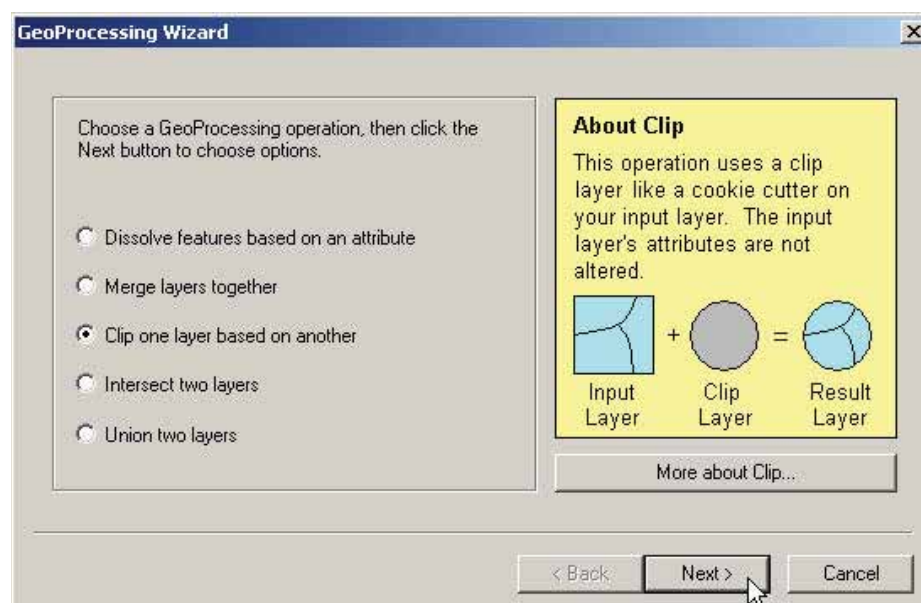 GeoProcessing Wizard
Choose a GeoProcessing operation, then click the
Next button to choose options.
Dissolve features based on an attribute
Merge layers together
Clip one layer based on another
Intersect two layers
Union two layers
About Clip
This operation uses a clip
layer like a cookie cutter on
your input layer. The input
layer's attributes are not
altered.
+ =
Input Clip Result
Layer Layer Layer
More about Clip...
< Back Next > Cancel